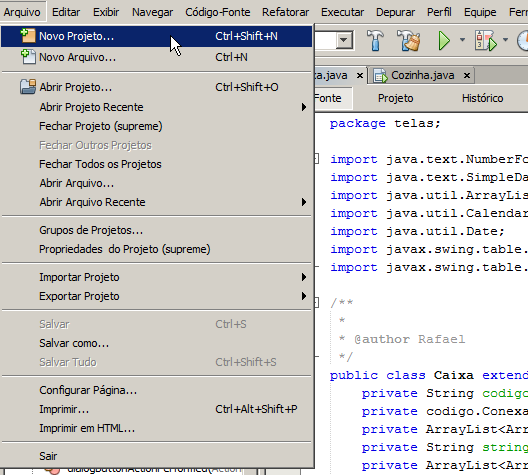 Arquivo Editar Exibir Navegar Código-Fonte Refatorar Executar Depurar Perfil Equipe
Novo Projeto... Ctrl+Shift+N
Novo Arquivo... Ctrl+N
Abrir Projeto... Ctrl+Shift+O
Abrir Projeto Recente
Fechar Projeto (supreme)
Fechar Outros Projetos
Fechar Todos os Projetos
Abrir Arquivo...
Abrir Arquivo Recente
Grupos de Projetos...
Propriedades do Projeto (supreme)
Importar Projeto
Exportar Projeto
Salvar Ctrl+S
Salvar como...
Salvar Tudo Ctrl+Shift+S
Configurar Página...
Imprimir... Ctrl+Alt+Shift+P
Imprimir em HTML...
Sair
ta.java Cozinha.java
Fonte Projeto Histórico
package telas;
import java.text.NumberFo
import java.text.SimpleDa
import java.util.ArrayLis
import java.util.Calendar
import java.util.Date;
import javax.swing.table.
import javax.swing.table.
/**
*
* @author Rafael
*/
public class Caixa extend
private String codigo
private codigo.Conexa
private ArrayList<Arr
private String string
private ArrayList<Arr